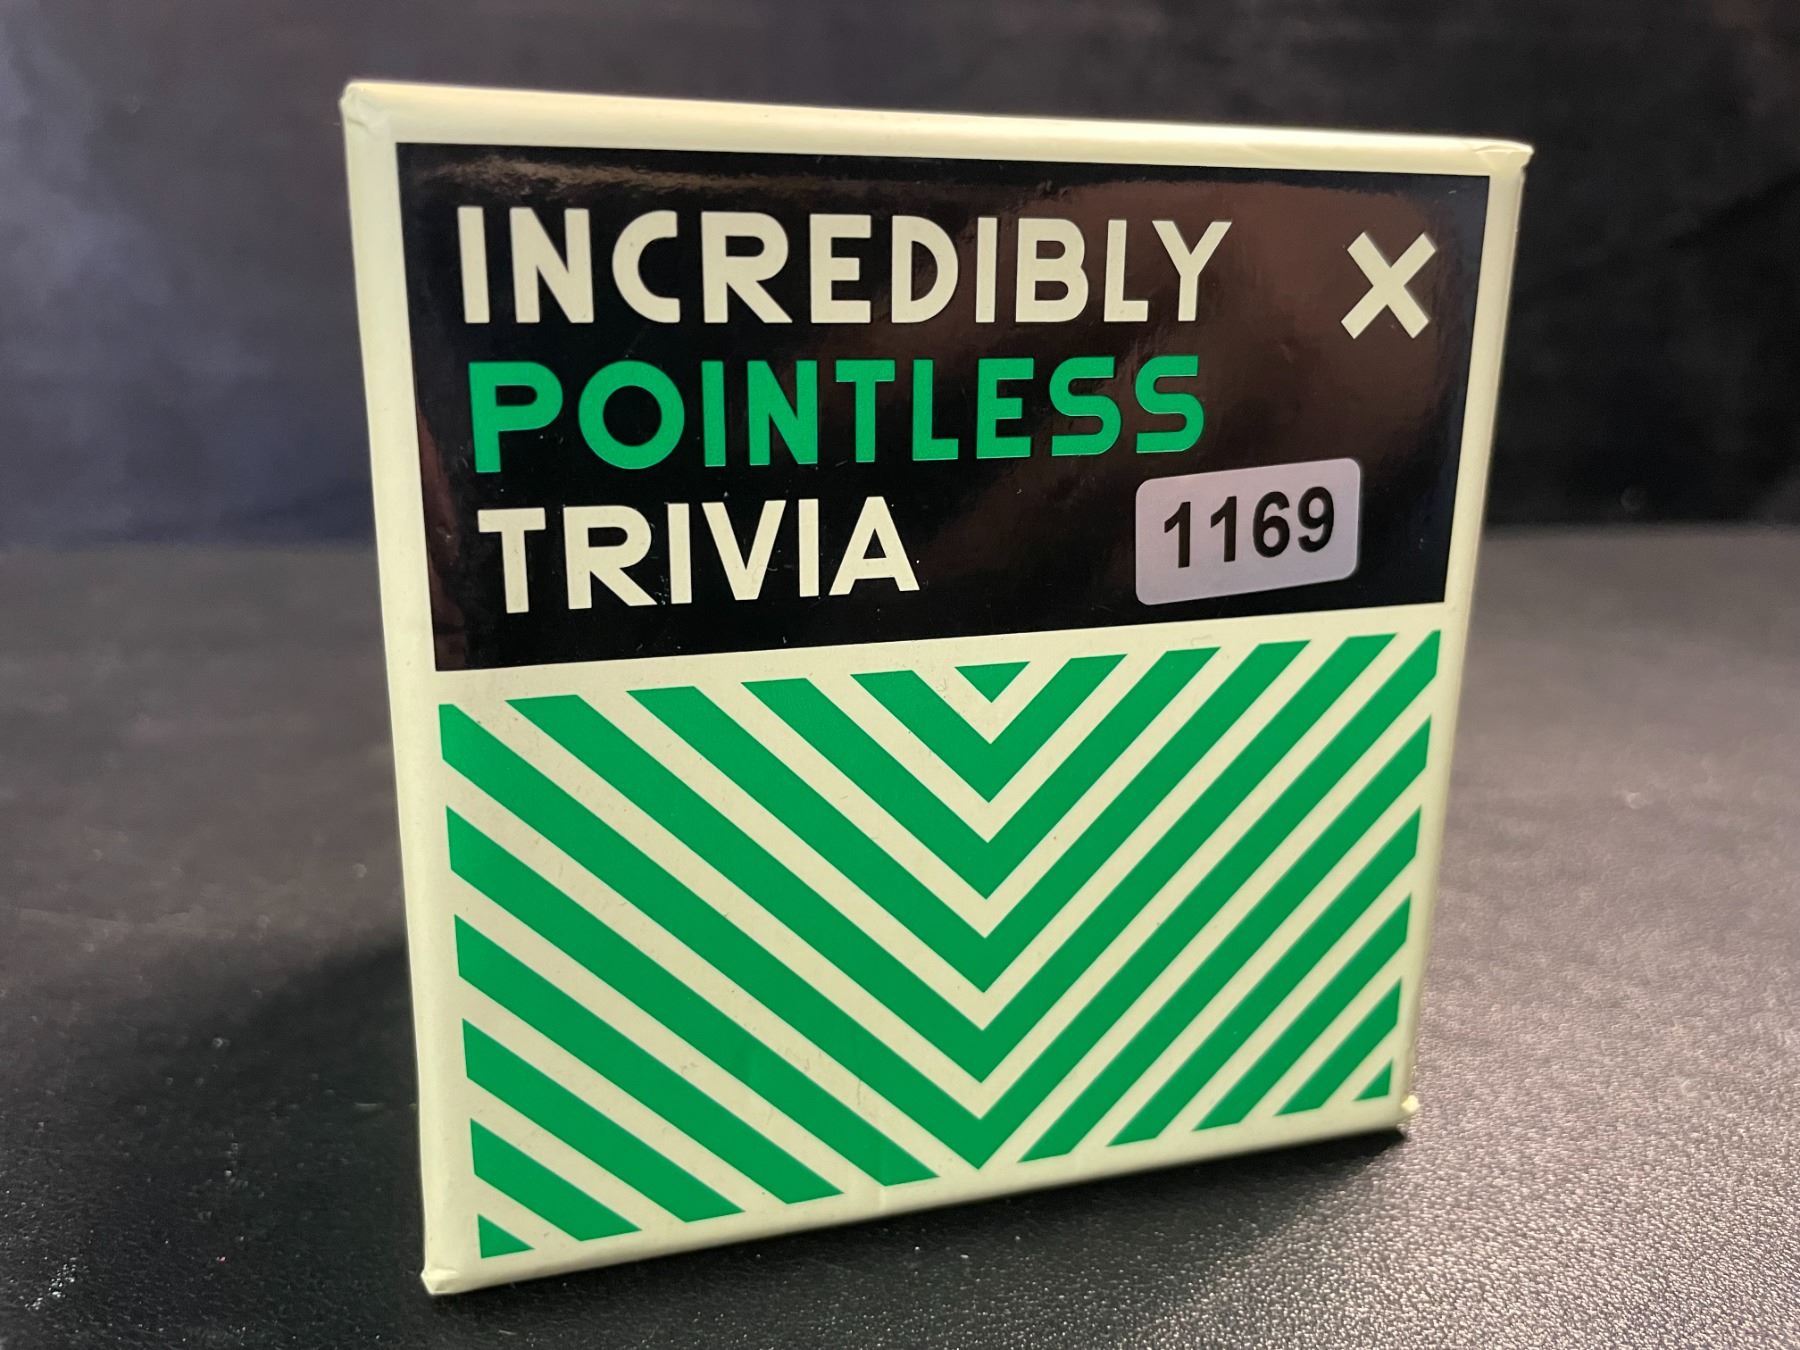 INCREDIBLY X
POINTLESS
TRIVIA
1169